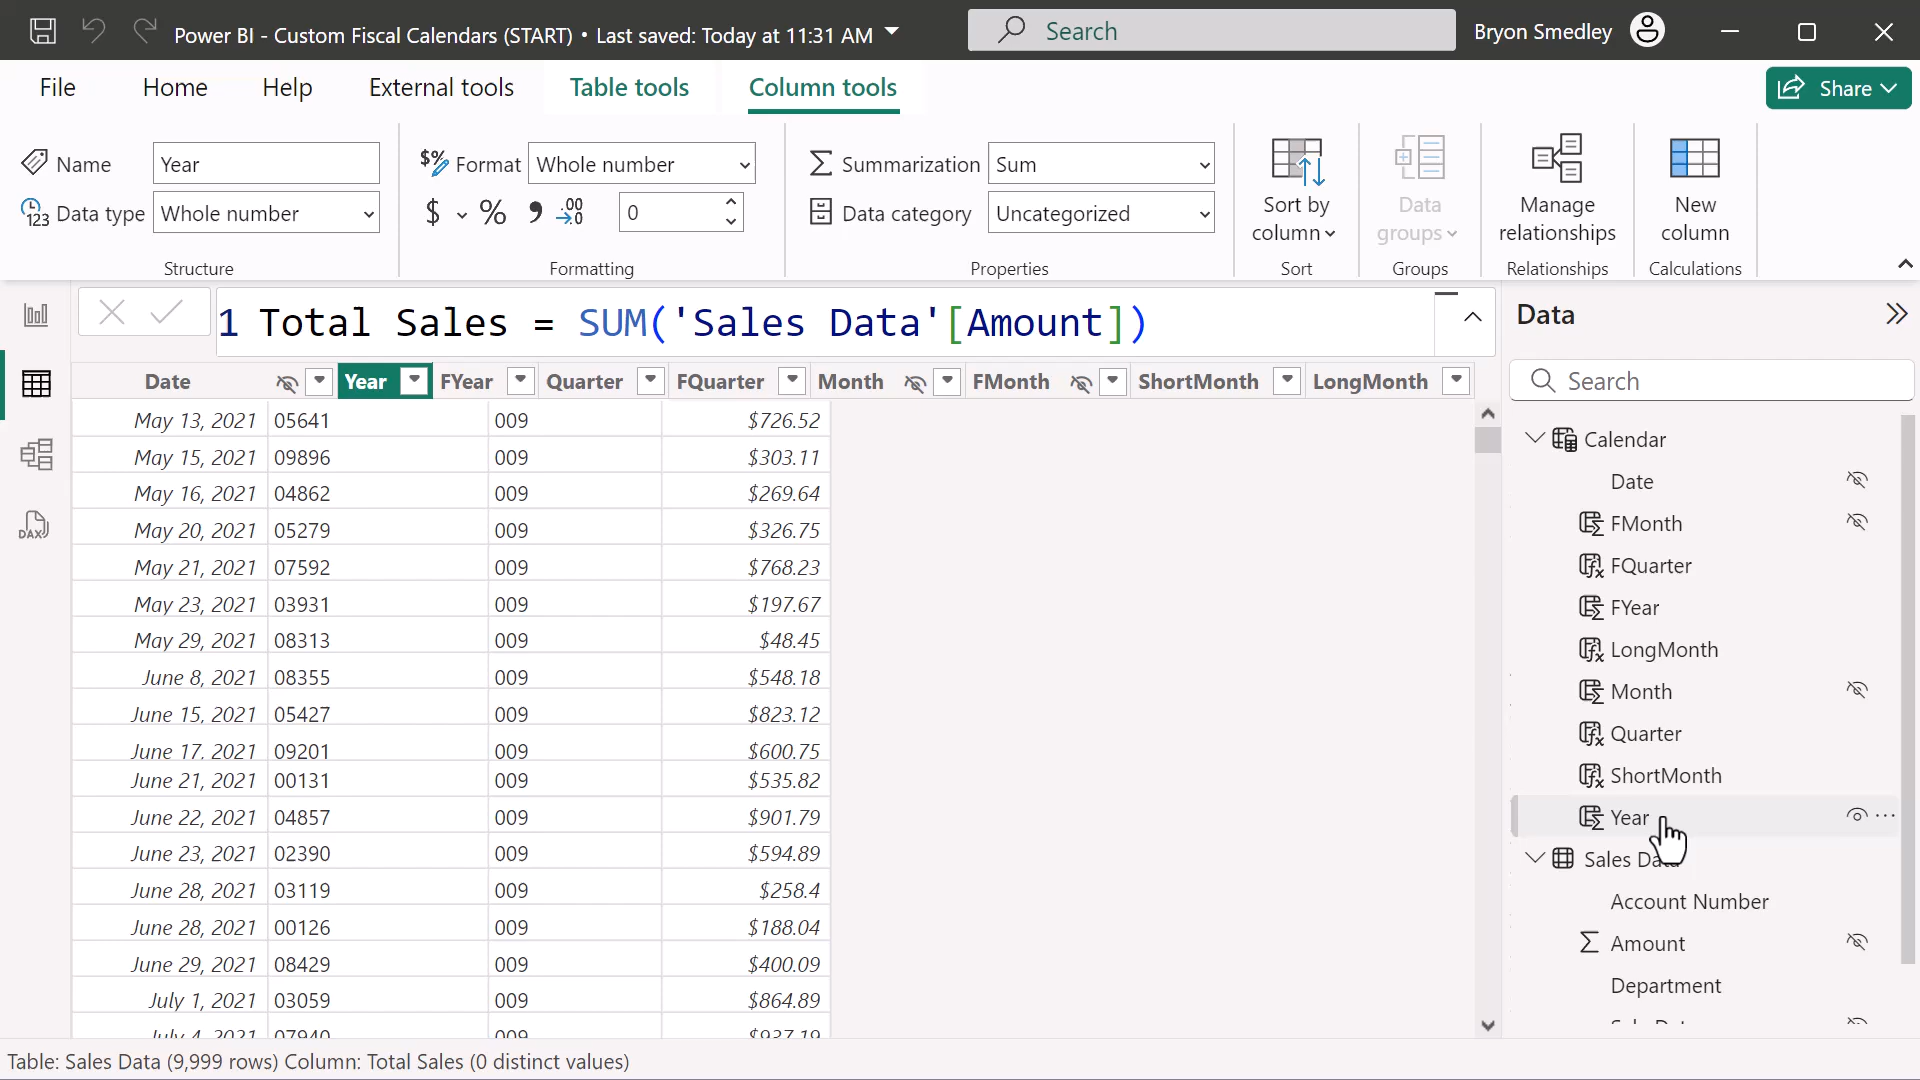 Power BI - Custom Fiscal Calendars (START) • Last saved: Today at 11:31 AM
Search
Bryon Smedley
File Home Help External tools Table tools Column tools
Share
Name Year
Data type Whole number
Structure
Format Whole number
$ % , .00 0
Formatting
Summarization Sum
Data category Uncategorized
Properties
Sort by
column
Sort
Data
groups
Groups
Manage
relationships
Relationships
New
column
Calculations
1 Total Sales = SUM('Sales Data'[Amount])
Date Year FYear Quarter FQuarter Month FMonth ShortMonth LongMonth
May 13, 2021 05641 009 $726.52
May 15, 2021 09896 009 $303.11
May 16, 2021 04862 009 $269.64
May 20, 2021 05279 009 $326.75
May 21, 2021 07592 009 $768.23
May 23, 2021 03931 009 $197.67
May 29, 2021 08313 009 $48.45
June 8, 2021 08355 009 $548.18
June 15, 2021 05427 009 $823.12
June 17, 2021 09201 009 $600.75
June 21, 2021 00131 009 $535.82
June 22, 2021 04857 009 $901.79
June 23, 2021 02390 009 $594.89
June 28, 2021 03119 009 $258.4
June 28, 2021 00126 009 $188.04
June 29, 2021 08429 009 $400.09
July 1, 2021 03059 009 $864.89
July 4, 2021 07940 009 $937.19
Data
Search
Calendar
Date
FMonth
FQuarter
FYear
LongMonth
Month
Quarter
ShortMonth
Year
Sales Data
Account Number
Amount
Department
DAX
Table: Sales Data (9,999 rows) Column: Total Sales (0 distinct values)